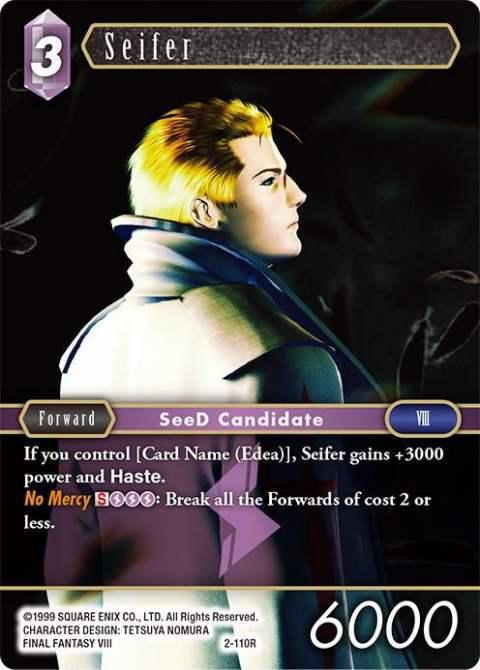 3
Seifer
Forward
SeeD Candidate
VIII
If you control [Card Name (Edea)], Seifer gains +3000
power and Haste.
No Mercy S: Break all the Forwards of cost 2 or
less.
©1999 SQUARE ENIX CO., LTD. All Rights Reserved.
CHARACTER DESIGN: TETSUYA NOMURA
FINAL FANTASY VIII
2-110R
6000